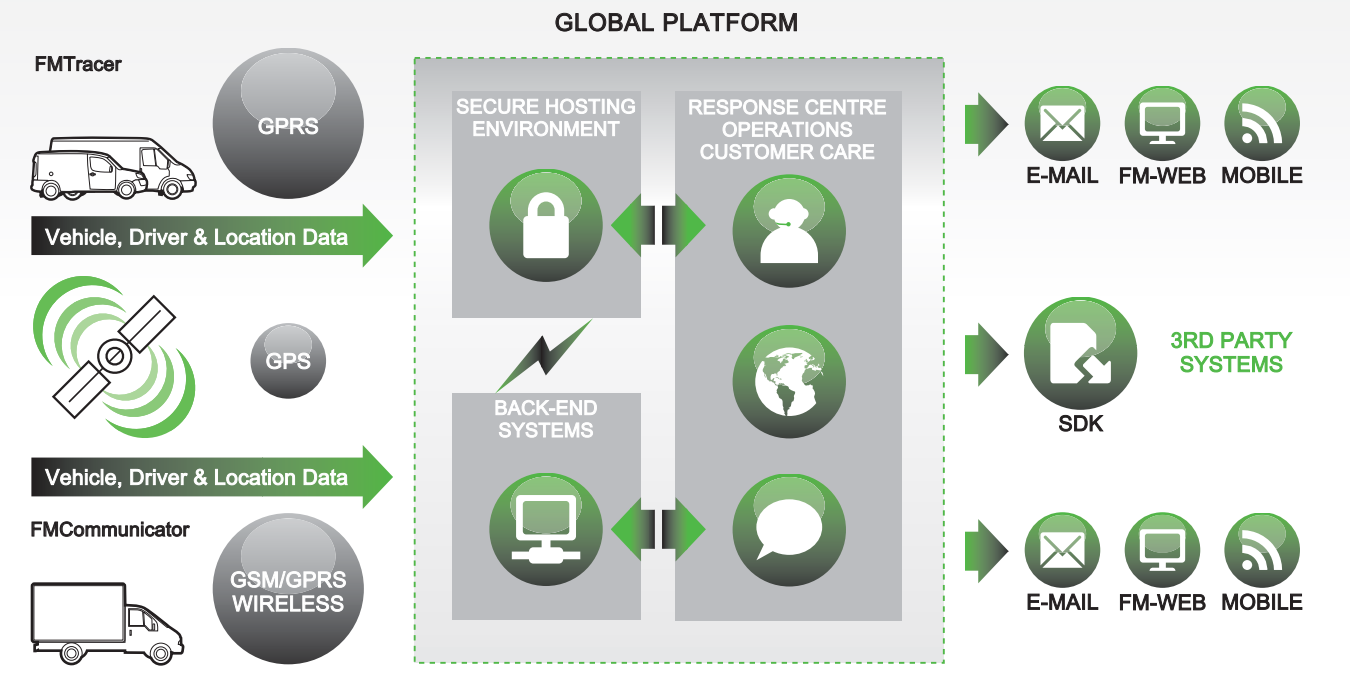 GLOBAL PLATFORM
FMTracer
GPRS
Vehicle, Driver & Location Data
GPS
Vehicle, Driver & Location Data
FMCommunicator
GSM/GPRS
WIRELESS
SECURE HOSTING
ENVIRONMENT
BACK-END
SYSTEMS
RESPONSE CENTRE
OPERATIONS
CUSTOMER CARE
E-MAIL
FM-WEB
MOBILE
SDK
3RD PARTY
SYSTEMS
E-MAIL
FM-WEB
MOBILE